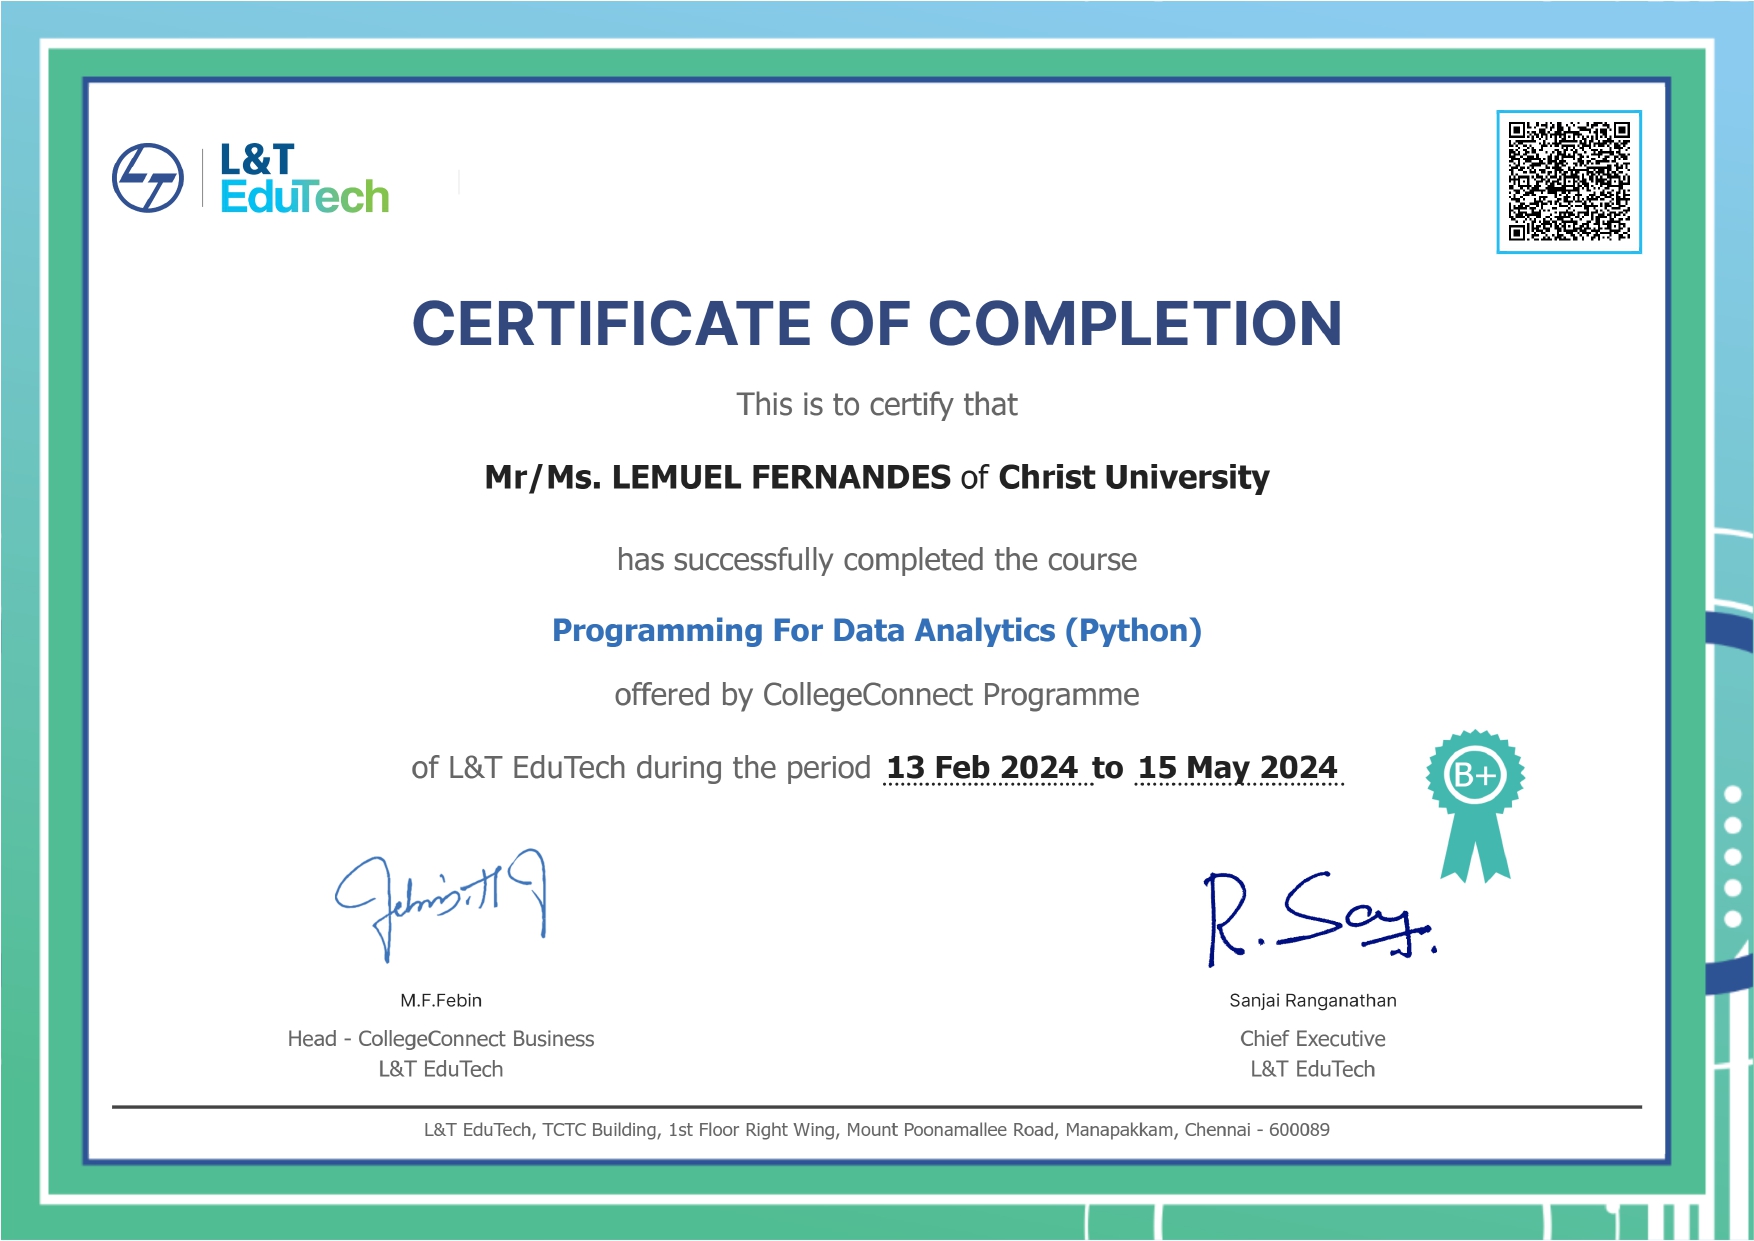 L&T
EduTech
CERTIFICATE OF COMPLETION
This is to certify that
Mr/Ms. LEMUEL FERNANDES of Christ University
has successfully completed the course
Programming For Data Analytics (Python)
offered by CollegeConnect Programme
of L&T EduTech during the period 13 Feb 2024 to 15 May 2024
B+
R. Say.
M.F.Febin
Sanjai Ranganathan
Head - CollegeConnect Business
Chief Executive
L&T EduTech
L&T EduTech
L&T EduTech, TCTC Building, 1st Floor Right Wing, Mount Poonamallee Road, Manapakkam, Chennai - 600089